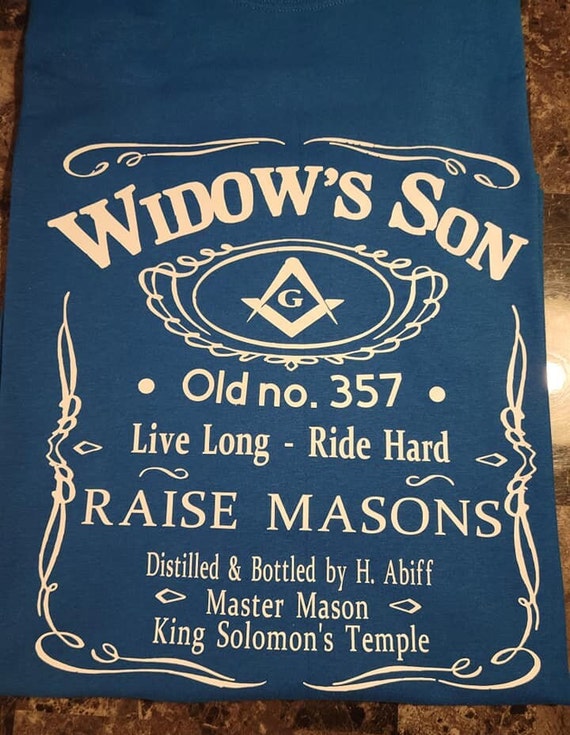 WIDOW'S SON
G
• Old no. 357 •
Live Long - Ride Hard
RAISE MASONS
Distilled & Bottled by H. Abiff
Master Mason
King Solomon's Temple